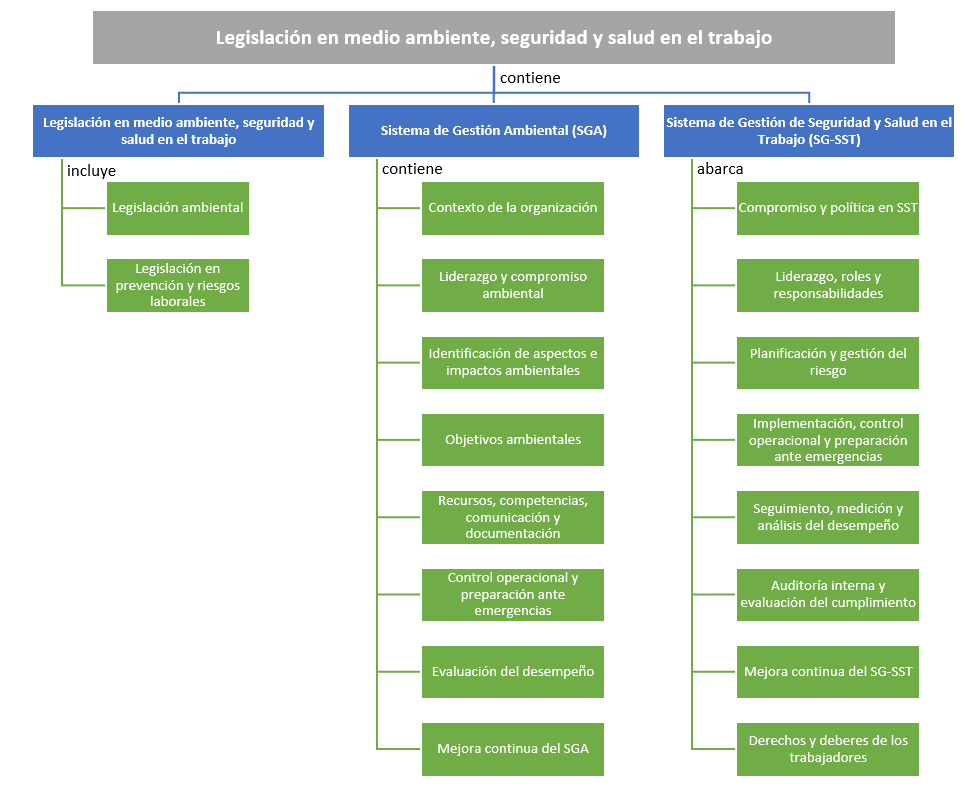 Legislación en medio ambiente, seguridad y salud en el trabajo
contiene
Legislación en medio ambiente, seguridad y
salud en el trabajo
incluye
Legislación ambiental
Legislación en
prevención y riesgos
laborales
Sistema de Gestión Ambiental (SGA)
contiene
Contexto de la organización
Liderazgo y compromiso
ambiental
Identificación de aspectos e
impactos ambientales
Objetivos ambientales
Recursos, competencias,
comunicación y
documentación
Control operacional y
preparación ante
emergencias
Evaluación del desempeño
Mejora continua del SGA
Sistema de Gestión de Seguridad y Salud en el
Trabajo (SG-SST)
abarca
Compromiso y política en SST
Liderazgo, roles y
responsabilidades
Planificación y gestión del
riesgo
Implementación, control
operacional y preparación
ante emergencias
Seguimiento, medición y
análisis del desempeño
Auditoría interna y
evaluación del cumplimiento
Mejora continua del SG-SST
Derechos y deberes de los
trabajadores